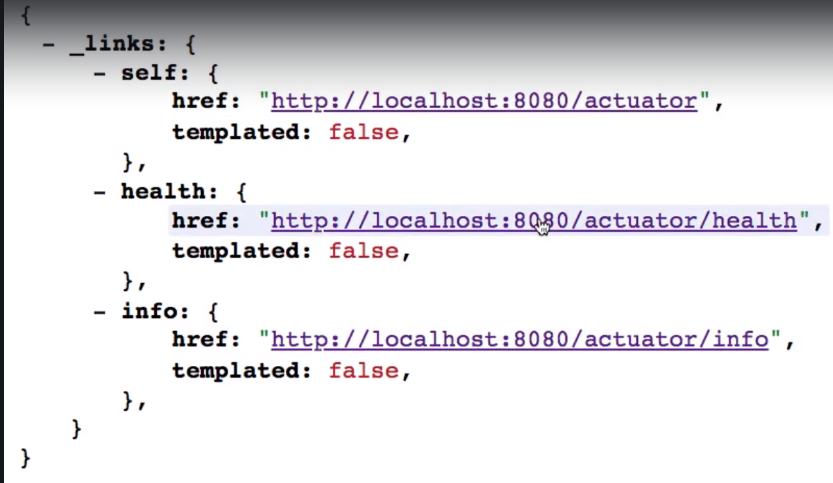 {
- _links: {
- self: {
href: "http://localhost:8080/actuator",
templated: false,
},
- health: {
href: "http://localhost:8080/actuator/health",
templated: false,
},
- info: {
href: "http://localhost:8080/actuator/info",
templated: false,
},
}
}